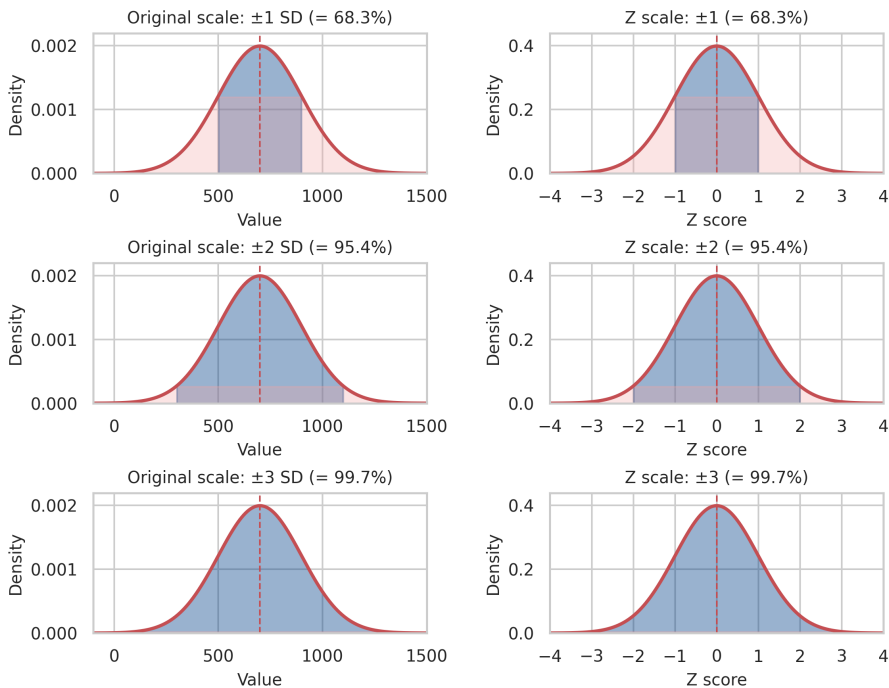 Original scale: ±1 SD (= 68.3%)
Density
0.002
0.001
0.000
0 500 1000 1500
Value
Z scale: ±1 (= 68.3%)
Density
0.4
0.2
0.0
−4 −3 −2 −1 0 1 2 3 4
Z score
Original scale: ±2 SD (= 95.4%)
Density
0.002
0.001
0.000
0 500 1000 1500
Value
Z scale: ±2 (= 95.4%)
Density
0.4
0.2
0.0
−4 −3 −2 −1 0 1 2 3 4
Z score
Original scale: ±3 SD (= 99.7%)
Density
0.002
0.001
0.000
0 500 1000 1500
Value
Z scale: ±3 (= 99.7%)
Density
0.4
0.2
0.0
−4 −3 −2 −1 0 1 2 3 4
Z score